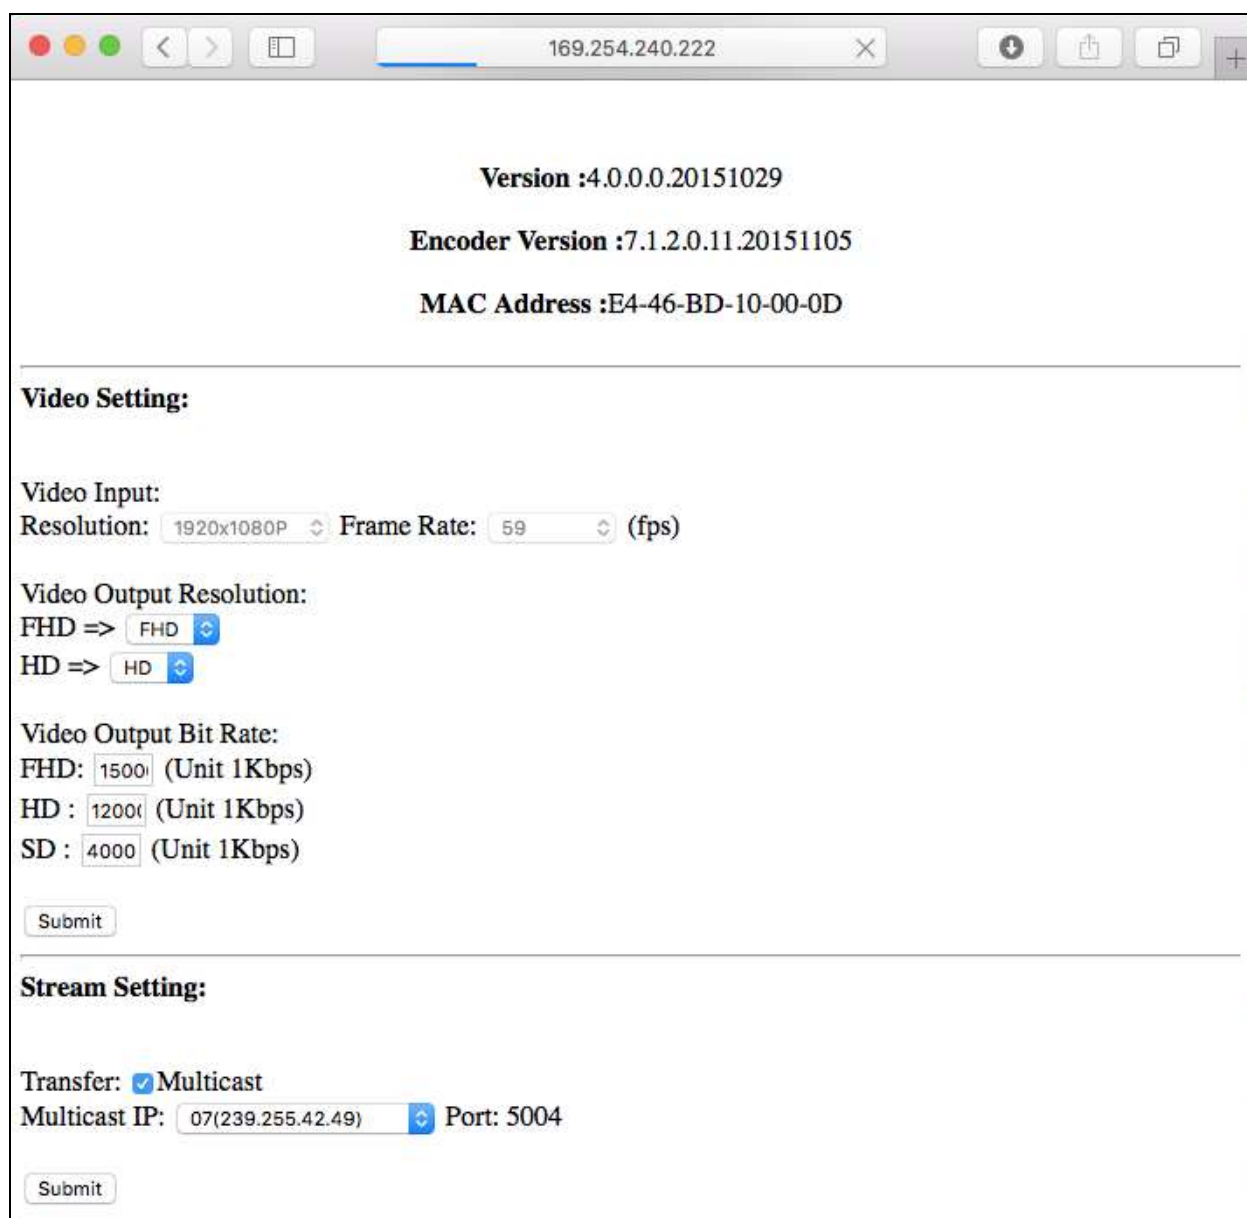 169.254.240.222
Version :4.0.0.0.20151029
Encoder Version :7.1.2.0.11.20151105
MAC Address :E4-46-BD-10-00-0D
Video Setting:
Video Input:
Resolution: 1920x1080P Frame Rate: 59 (fps)
Video Output Resolution:
FHD => FHD
HD => HD
Video Output Bit Rate:
FHD: 1500 (Unit 1Kbps)
HD : 1200 (Unit 1Kbps)
SD : 4000 (Unit 1Kbps)
Submit
Stream Setting:
Transfer: Multicast
Multicast IP: 07(239.255.42.49) Port: 5004
Submit